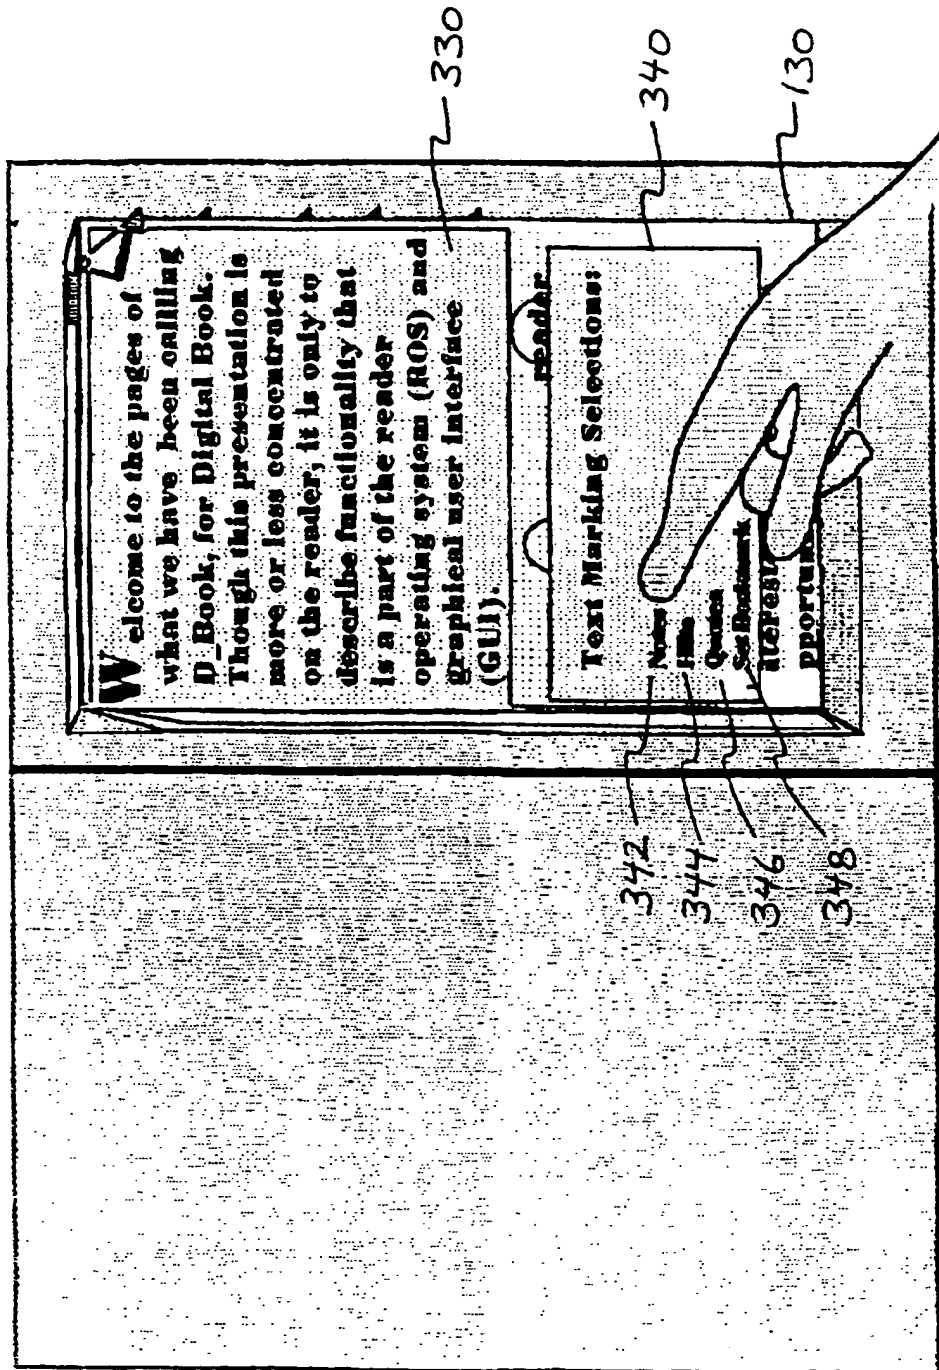 Welcome to the pages of
what we have been calling
D_Book, for Digital Book.
Though this presentation is
more or less concentrated
on the reader, it is only to
describe functionality that
is a part of the reader
operating system (ROS) and
graphical user interface
(GUI).
330
reader
Text Marking Selections:
340
Notes
Quotes
Set Bookmark
pportun
130
342
344
346
348